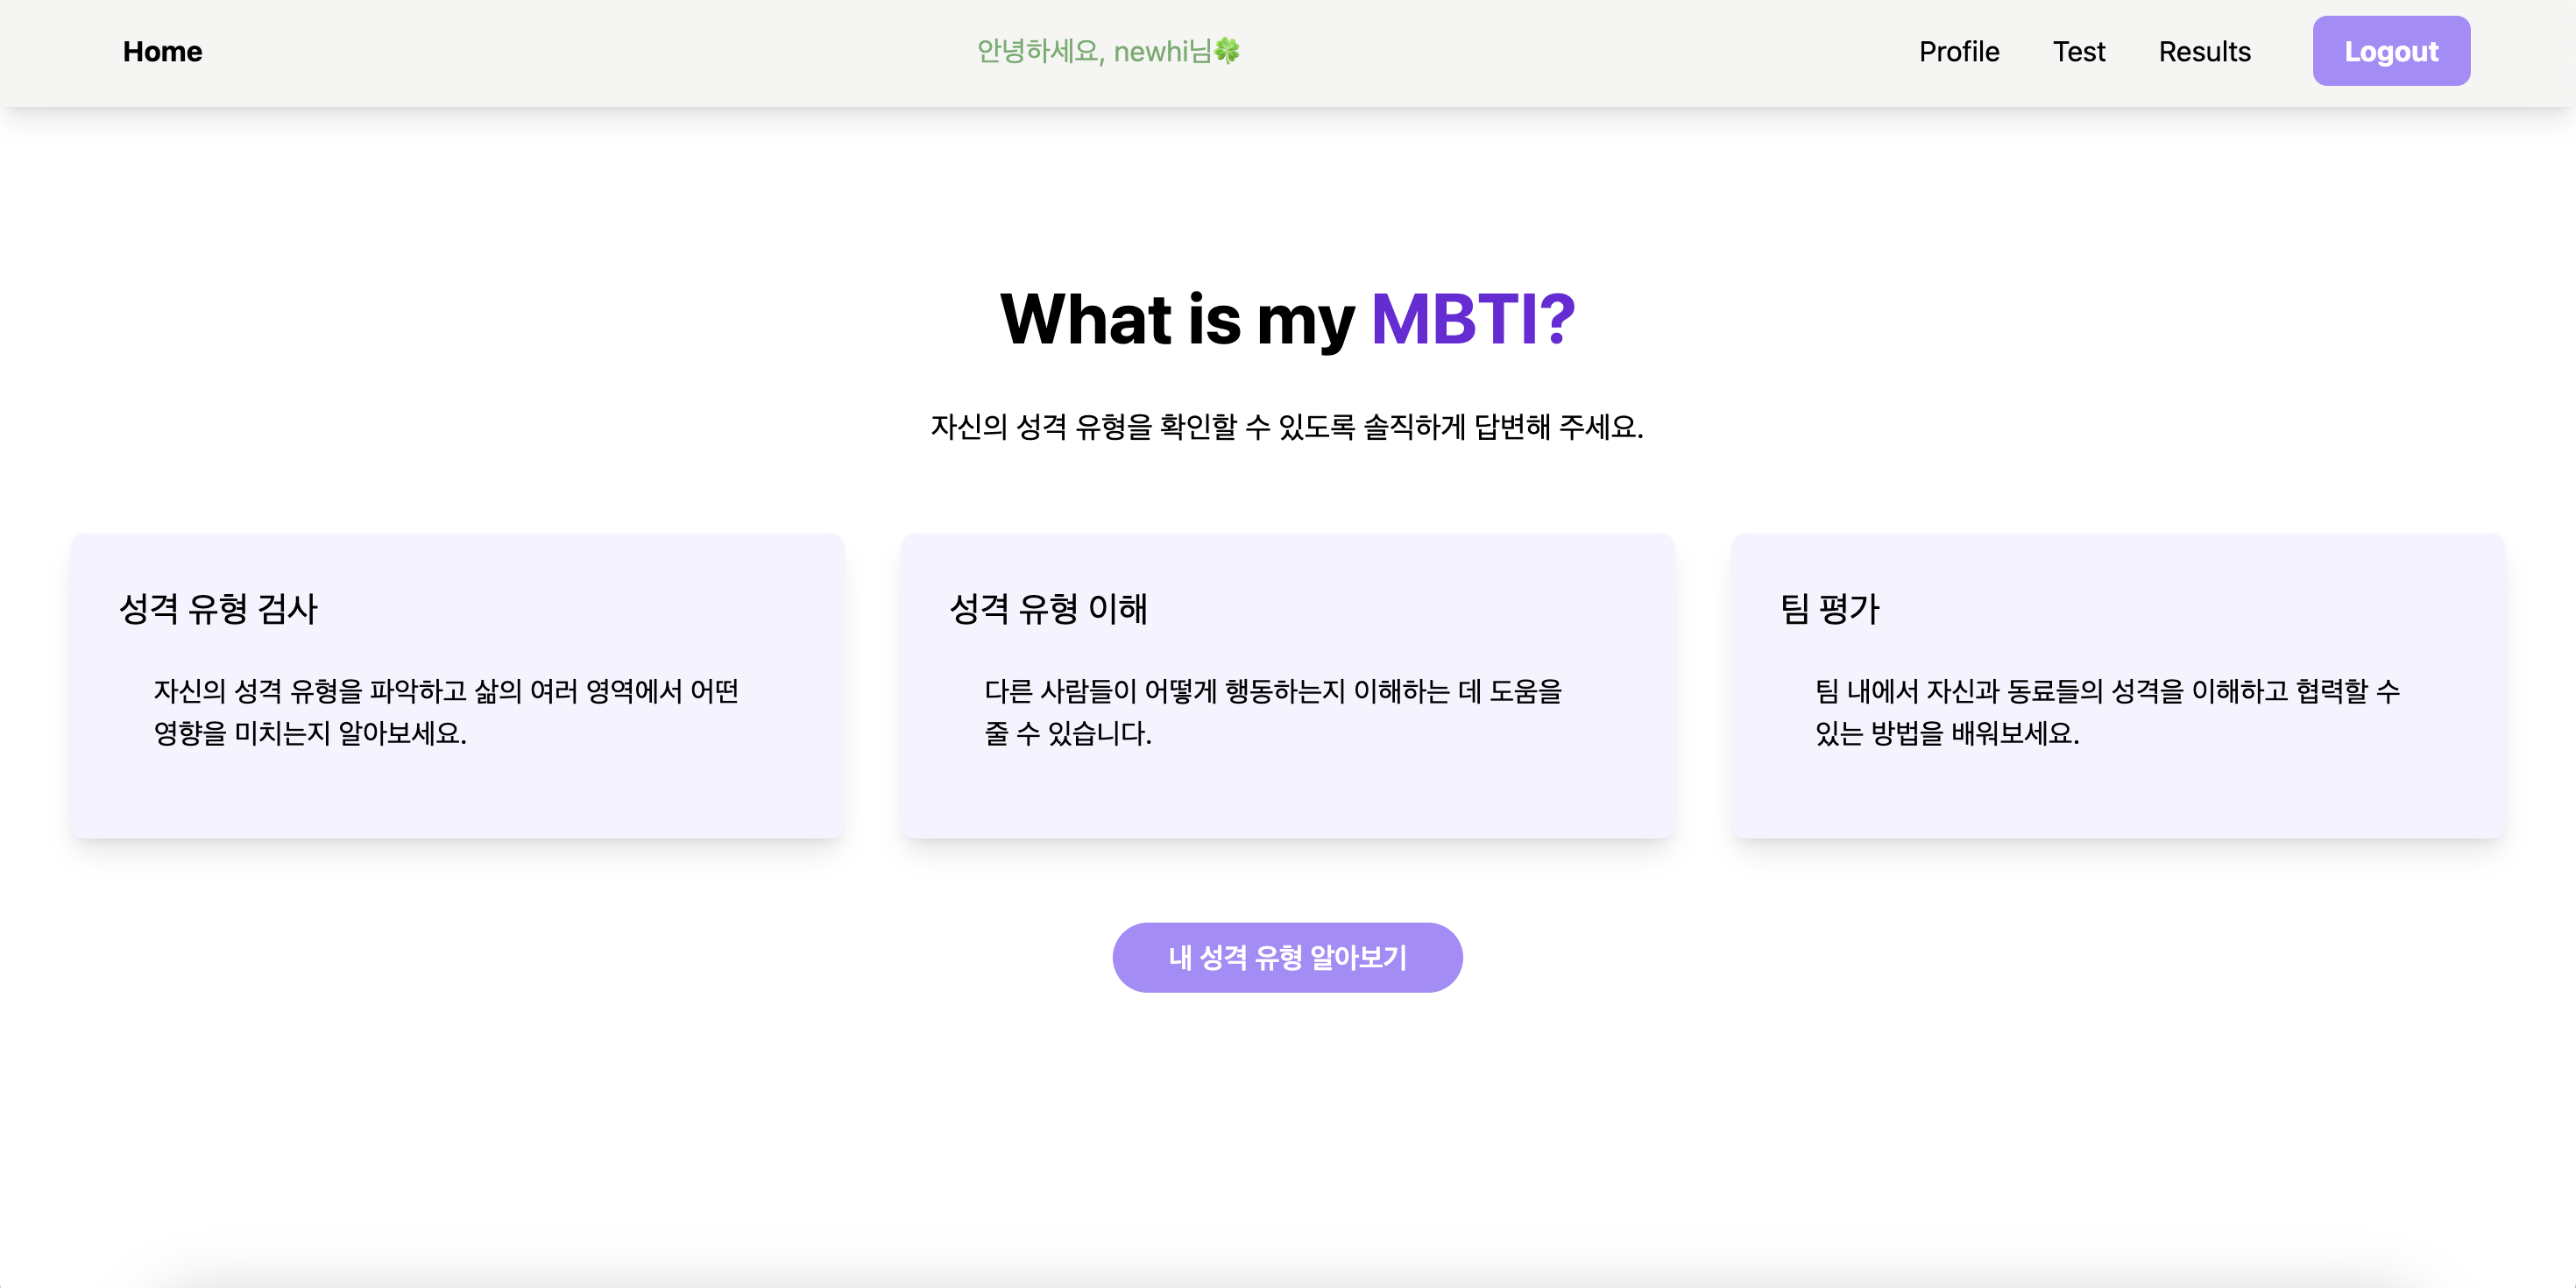 Home
안녕하세요, newhi님🍀
Profile
Test
Results
Logout
What is my MBTI?
자신의 성격 유형을 확인할 수 있도록 솔직하게 답변해 주세요.
성격 유형 검사
자신의 성격 유형을 파악하고 삶의 여러 영역에서 어떤
영향을 미치는지 알아보세요.
성격 유형 이해
다른 사람들이 어떻게 행동하는지 이해하는 데 도움을
줄 수 있습니다.
팀 평가
팀 내에서 자신과 동료들의 성격을 이해하고 협력할 수
있는 방법을 배워보세요.
내 성격 유형 알아보기